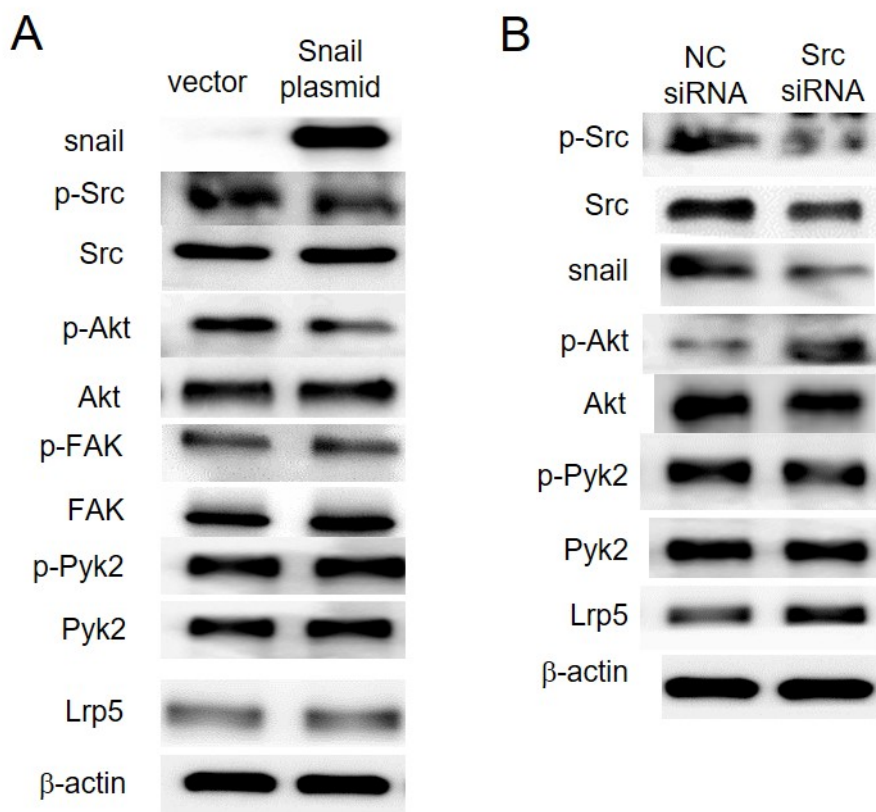 A
vector
Snail
plasmid
snail
p-Src
Src
p-Akt
Akt
p-FAK
FAK
p-Pyk2
Pyk2
Lrp5
β-actin
B
NC
siRNA
Src
siRNA
p-Src
Src
snail
p-Akt
Akt
p-Pyk2
Pyk2
Lrp5
β-actin